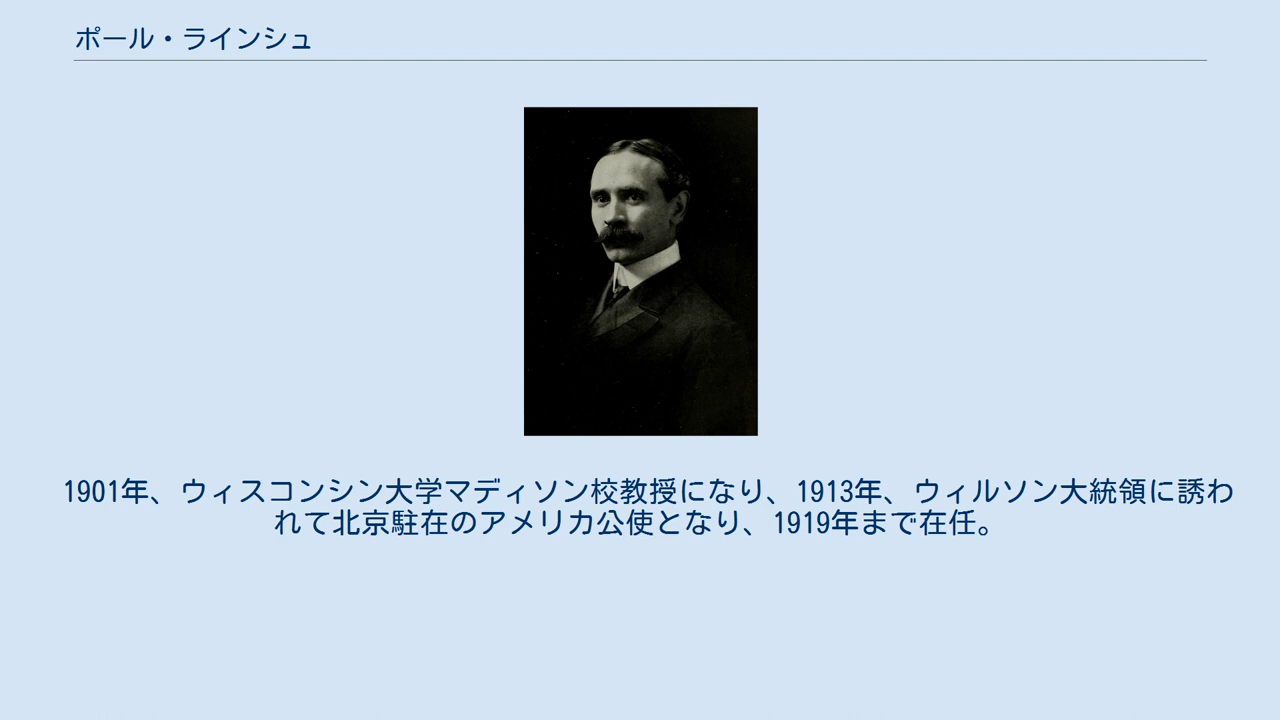 ポール・ラインシュ
1901年、ウィスコンシン大学マディソン校教授になり、1913年、ウィルソン大統領に誘わ
れて北京駐在のアメリカ公使となり、1919年まで在任。